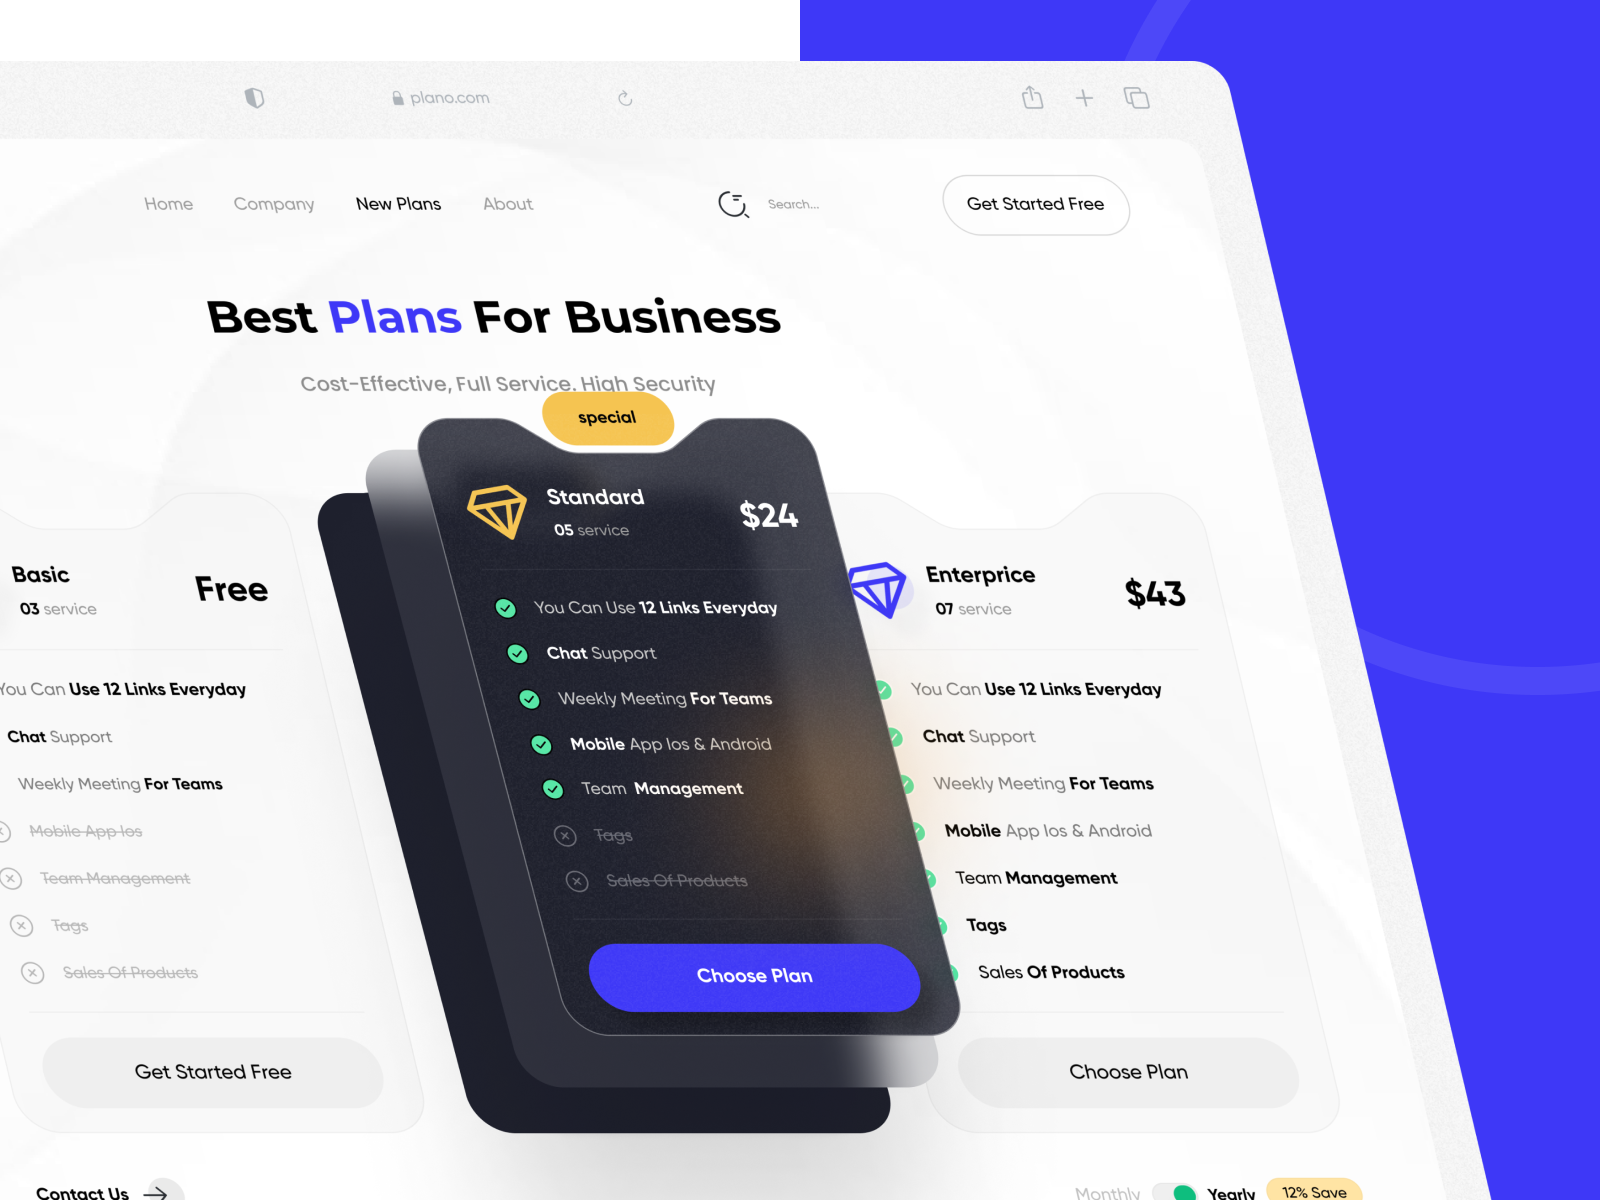 plano.com
Home Company New Plans About Search... Get Started Free
Best Plans For Business
Cost-Effective, Full Service, High Security
Basic
03 service
Free
You Can Use 12 Links Everyday
Chat Support
Weekly Meeting For Teams
Mobile App Ios
Team Management
Tags
Sales Of Products
Get Started Free
special
Standard
05 service
$24
You Can Use 12 Links Everyday
Chat Support
Weekly Meeting For Teams
Mobile App Ios & Android
Team Management
Tags
Sales Of Products
Choose Plan
Enterprice
07 service
$43
You Can Use 12 Links Everyday
Chat Support
Weekly Meeting For Teams
Mobile App Ios & Android
Team Management
Tags
Sales Of Products
Choose Plan
Contact Us
Monthly Yearly 12% Save